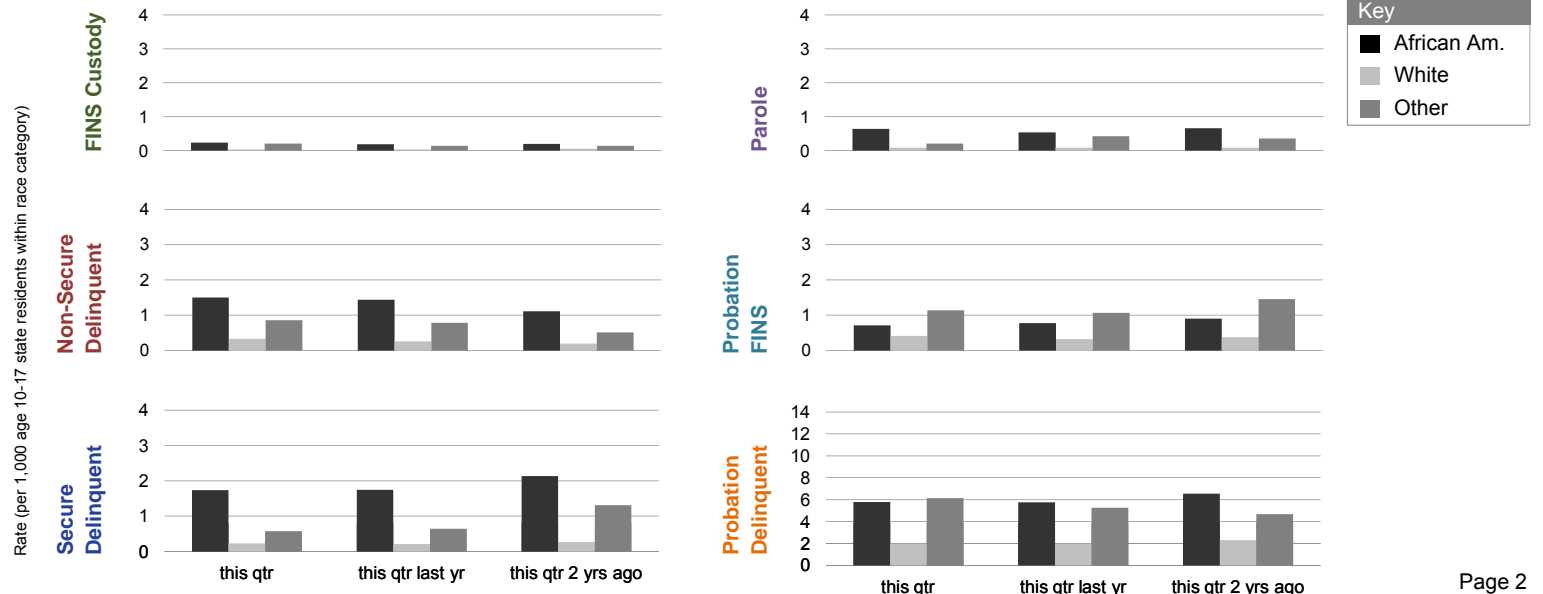 Rate (per 1,000 age 10-17 state residents within race category)
FINS Custody
4
3
2
1
0
Parole
4
3
2
1
0
Key
African Am.
White
Other
Non-Secure
Delinquent
4
3
2
1
0
Probation
FINS
4
3
2
1
0
Secure
Delinquent
4
3
2
1
0
this qtr
this qtr last yr
this qtr 2 yrs ago
Probation
Delinquent
14
12
10
8
6
4
2
0
this qtr
this qtr last yr
this qtr 2 yrs ago
Page 2